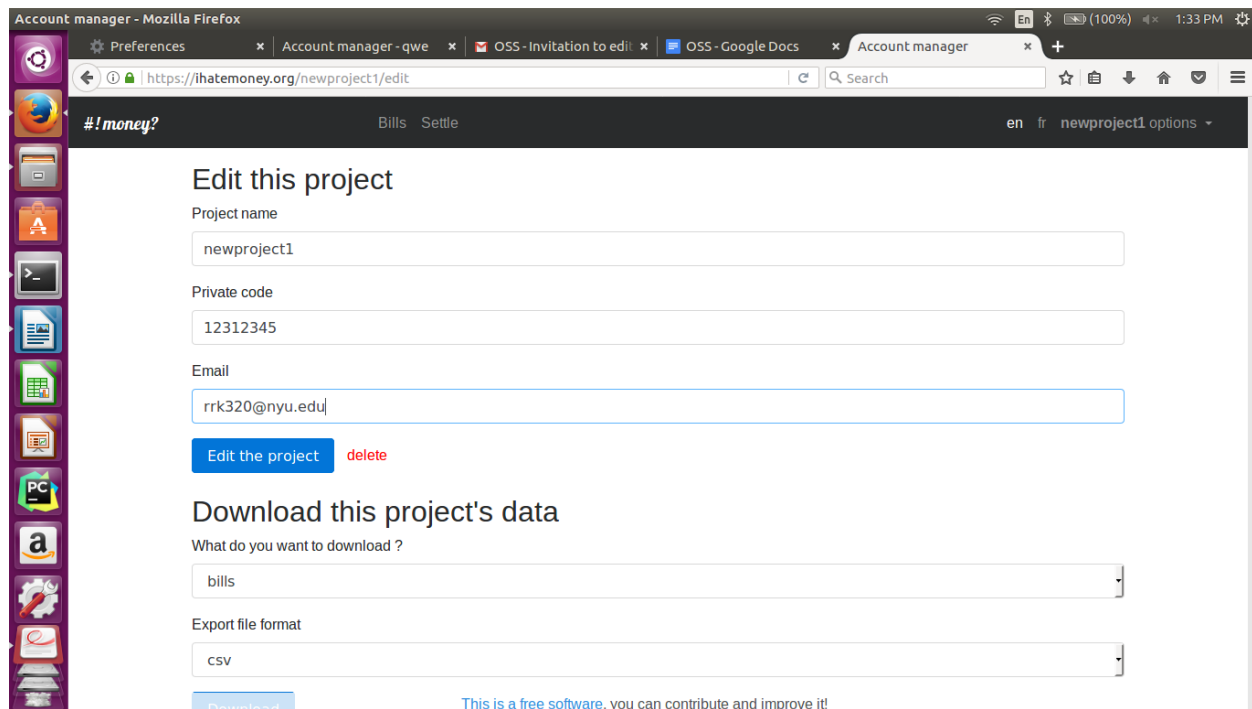 Account manager - Mozilla Firefox En (100%) 1:33 PM
Preferences × Account manager - qwe × OSS - Invitation to edit × OSS - Google Docs × Account manager × +
https://ihatemoney.org/newproject1/edit Search
#! money? Bills Settle en fr newproject1 options
Edit this project
Project name
newproject1
Private code
12312345
Email
rrk320@nyu.edu
Edit the project delete
Download this project's data
What do you want to download ?
bills
Export file format
csv
Download This is a free software, you can contribute and improve it!